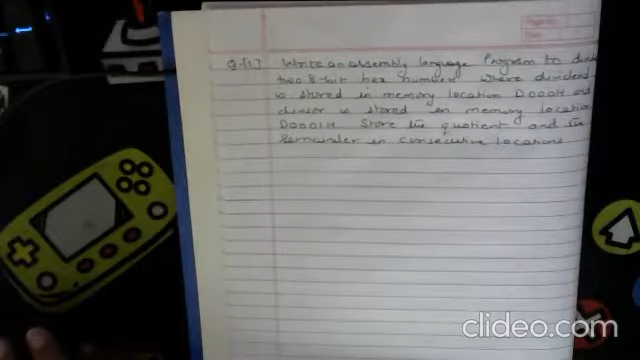 Q.1] Write an assembly language Program to divide
two 8-bit hex numbers where dividend
is stored in memory location D0000H and
divisor is stored in memory location
D0001H Store the quotient and the
remainder in consecutive locations
clideo.com